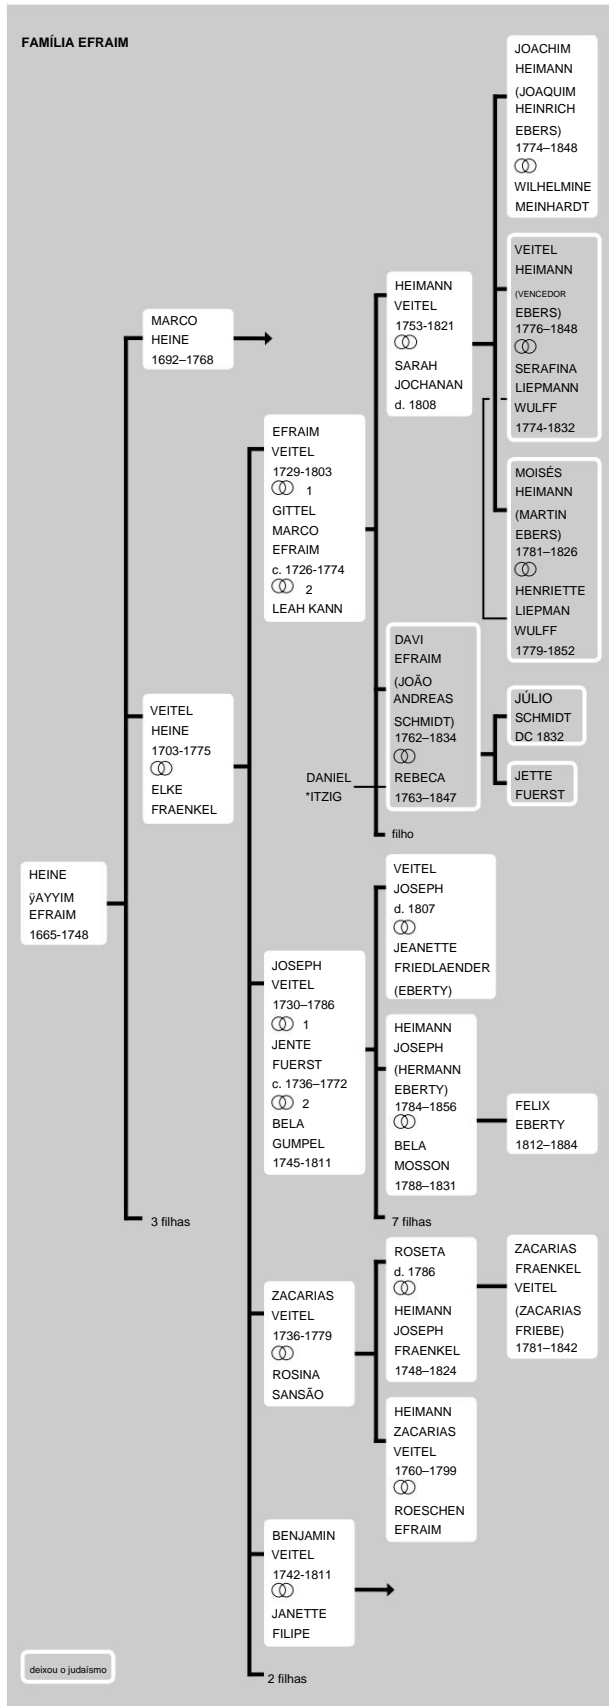 FAMÍLIA EFRAIM
HEINE
ÿAYYIM
EFRAIM
1665-1748
MARCO
HEINE
1692–1768
VEITEL
HEINE
1703-1775
ELKE
FRAENKEL
3 filhas
EFRAIM
VEITEL
1729-1803
1
GITTEL
MARCO
EFRAIM
c. 1726-1774
2
LEAH KANN
JOSEPH
VEITEL
1730–1786
1
JENTE
FUERST
c. 1736–1772
2
BELA
GUMPEL
1745-1811
ZACARIAS
VEITEL
1736-1779
ROSINA
SANSÃO
BENJAMIN
VEITEL
1742-1811
JANETTE
FILIPE
2 filhas
HEIMANN
VEITEL
1753-1821
SARAH
JOCHANAN
d. 1808
DAVI
EFRAIM
(JOÃO
ANDREAS
SCHMIDT)
1762–1834
REBECA
1763–1847
DANIEL
*ITZIG
filho
VEITEL
JOSEPH
d. 1807
JEANETTE
FRIEDLAENDER
(EBERTY)
HEIMANN
JOSEPH
(HERMANN
EBERTY)
1784–1856
BELA
MOSSON
1788–1831
7 filhas
ROSETA
d. 1786
HEIMANN
JOSEPH
FRAENKEL
1748–1824
HEIMANN
ZACARIAS
VEITEL
1760–1799
ROESCHEN
EFRAIM
JOACHIM
HEIMANN
(JOAQUIM
HEINRICH
EBERS)
1774–1848
WILHELMINE
MEINHARDT
VEITEL
HEIMANN
(VENCEDOR
EBERS)
1776–1848
SERAFINA
LIEPMANN
WULFF
1774-1832
MOISÉS
HEIMANN
(MARTIN
EBERS)
1781–1826
HENRIETTE
LIEPMAN
WULFF
1779-1852
JÚLIO
SCHMIDT
DC 1832
JETTE
FUERST
FELIX
EBERTY
1812–1884
ZACARIAS
FRAENKEL
VEITEL
(ZACARIAS
FRIEBE)
1781–1842
deixou o judaísmo